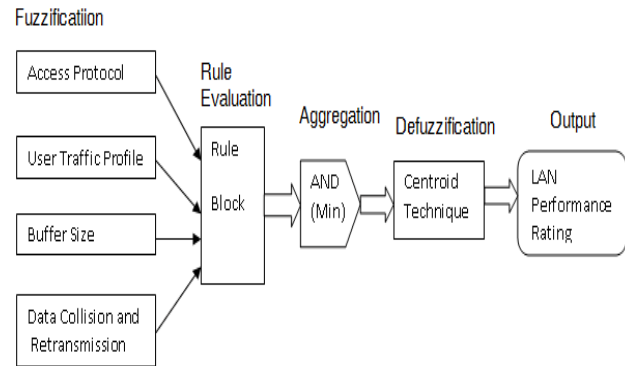 Fuzzificatiion
Access Protocol
User Traffic Profile
Buffer Size
Data Collision and
Retransmission
Rule
Evaluation
Rule
Block
Aggregation
AND
(Min)
Defuzzification
Centroid
Technique
Output
LAN
Performance
Rating